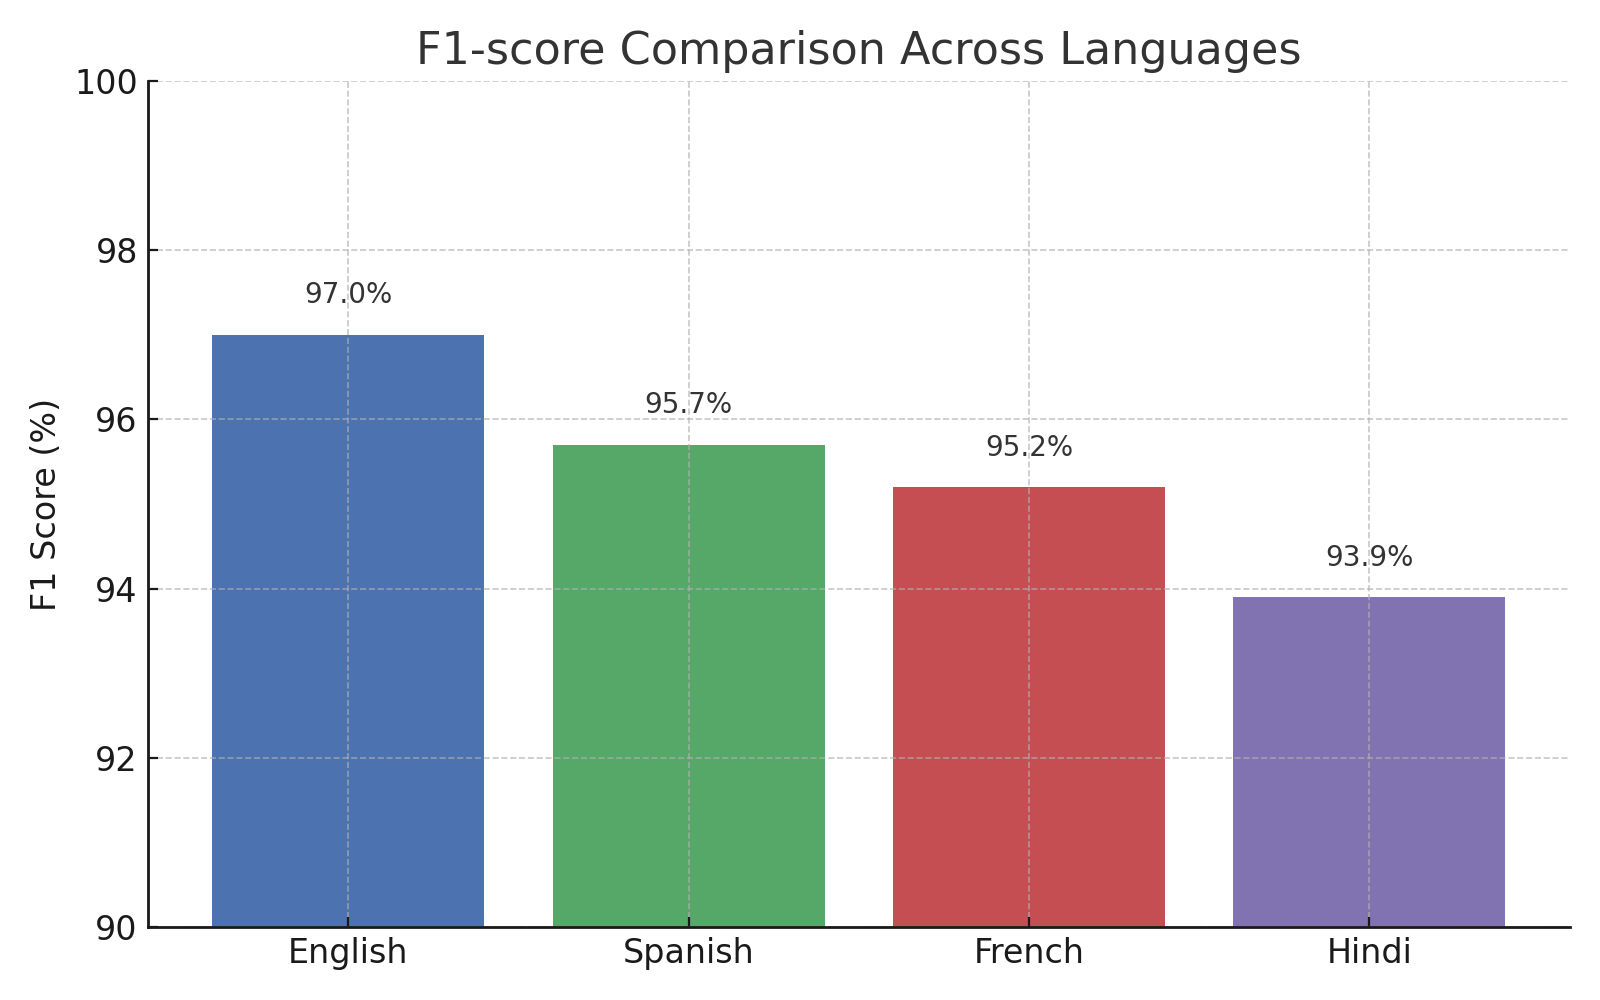 F1-score Comparison Across Languages
100
98
96
94
92
90
F1 Score (%)
97.0%
95.7%
95.2%
93.9%
English
Spanish
French
Hindi